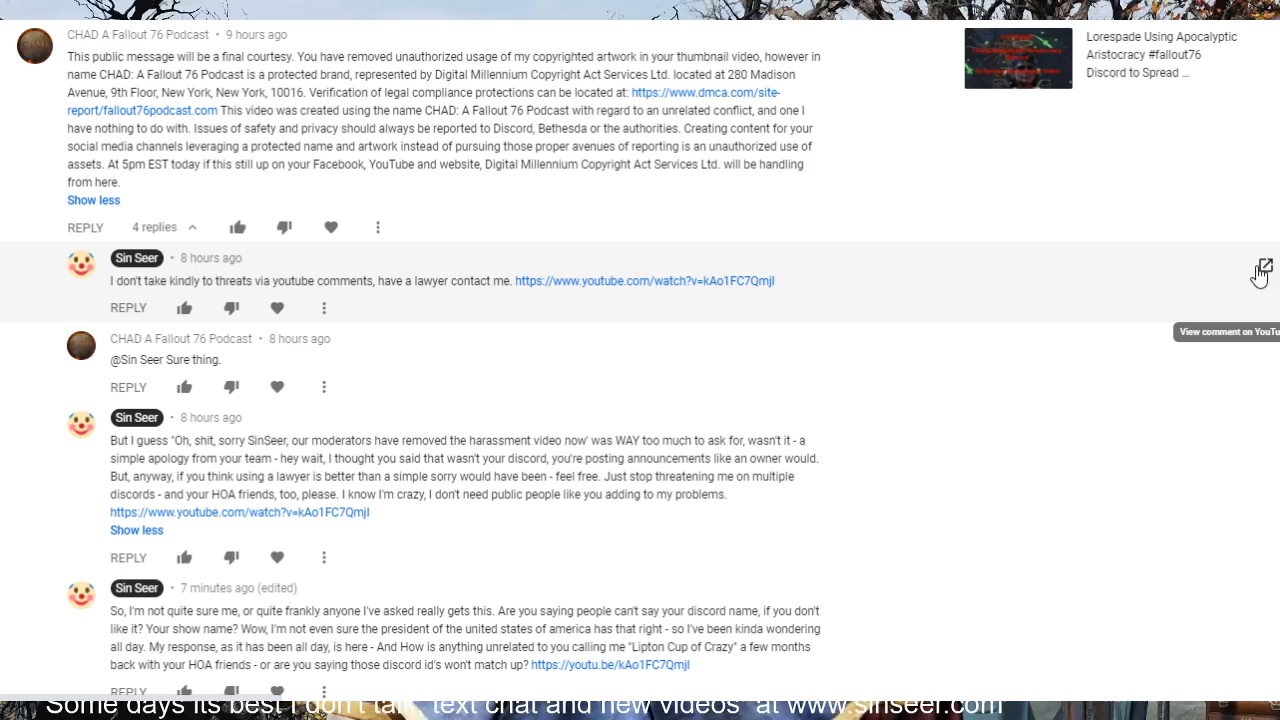 CHAD A Fallout 76 Podcast • 9 hours ago
This public message will be a final courtesy. You have removed unauthorized usage of my copyrighted artwork in your thumbnail video, however in
name CHAD: A Fallout 76 Podcast is a protected brand, represented by Digital Millennium Copyright Act Services Ltd. located at 280 Madison
Avenue, 9th Floor, New York, New York, 10016. Verification of legal compliance protections can be located at: https://www.dmca.com/site-
report/fallout76podcast.com This video was created using the name CHAD: A Fallout 76 Podcast with regard to an unrelated conflict, and one I
have nothing to do with. Issues of safety and privacy should always be reported to Discord, Bethesda or the authorities. Creating content for your
social media channels leveraging a protected name and artwork instead of pursuing those proper avenues of reporting is an unauthorized use of
assets. At 5pm EST today if this still up on your Facebook, YouTube and website, Digital Millennium Copyright Act Services Ltd. will be handling
from here.
Show less
REPLY 4 replies
Lorespade Using Apocalyptic
Aristocracy #fallout76
Discord to Spread ...
Sin Seer • 8 hours ago
I don't take kindly to threats via youtube comments, have a lawyer contact me. https://www.youtube.com/watch?v=kAo1FC7QmjI
REPLY
View comment on YouTu
CHAD A Fallout 76 Podcast • 8 hours ago
@Sin Seer Sure thing.
REPLY
Sin Seer • 8 hours ago
But I guess "Oh, shit, sorry SinSeer, our moderators have removed the harassment video now' was WAY too much to ask for, wasn't it - a
simple apology from your team - hey wait, I thought you said that wasn't your discord, you're posting announcements like an owner would.
But, anyway, if you think using a lawyer is better than a simple sorry would have been - feel free. Just stop threatening me on multiple
discords - and your HOA friends, too, please. I know I'm crazy, I don't need public people like you adding to my problems.
https://www.youtube.com/watch?v=kAo1FC7QmjI
Show less
REPLY
Sin Seer • 7 minutes ago (edited)
So, I'm not quite sure me, or quite frankly anyone I've asked really gets this. Are you saying people can't say your discord name, if you don't
like it? Your show name? Wow, I'm not even sure the president of the united states of america has that right - so I've been kinda wondering
all day. My response, as it has been all day, is here - And How is anything unrelated to you calling me "Lipton Cup of Crazy" a few months
back with your HOA friends - or are you saying those discord id's won't match up? https://youtu.be/kAo1FC7QmjI
REPLY
Some days its best I don't talk, text chat and new videos at www.sinseer.com